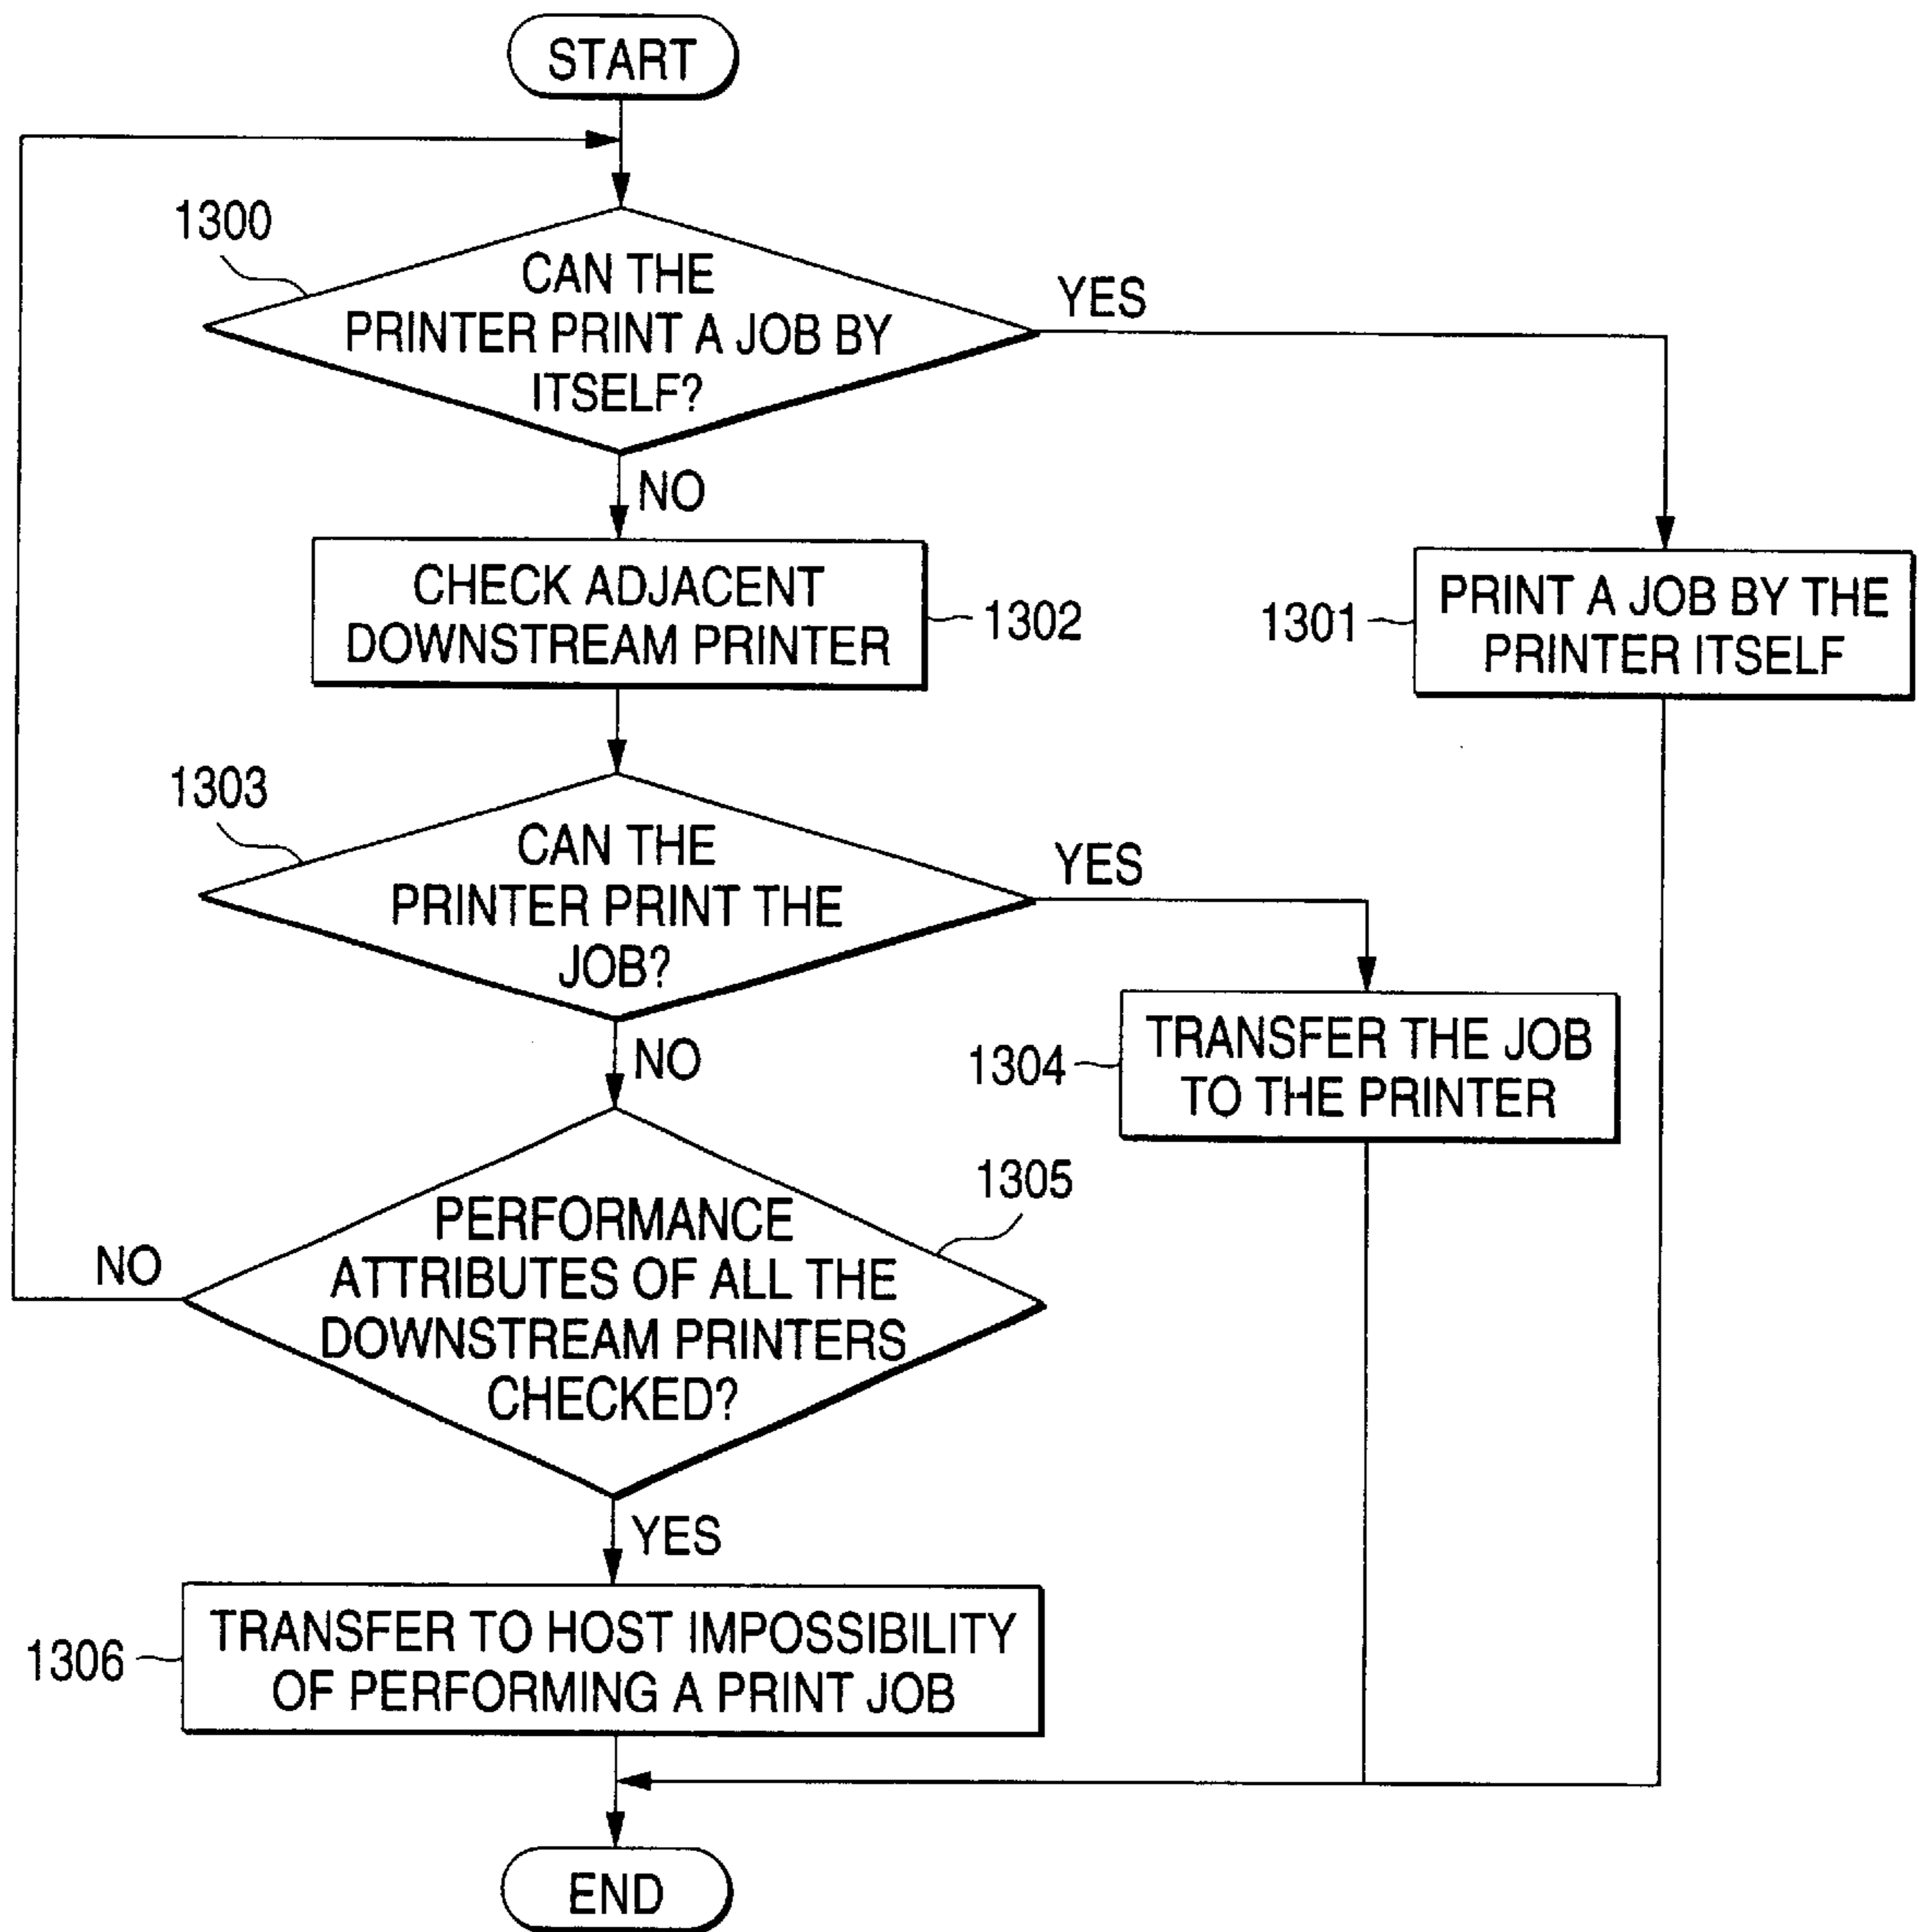 START
1300
CAN THE
PRINTER PRINT A JOB BY
ITSELF?
YES
NO
CHECK ADJACENT
DOWNSTREAM PRINTER
1302
1301
PRINT A JOB BY THE
PRINTER ITSELF
1303
CAN THE
PRINTER PRINT THE
JOB?
YES
NO
1304
TRANSFER THE JOB
TO THE PRINTER
1305
PERFORMANCE
ATTRIBUTES OF ALL THE
DOWNSTREAM PRINTERS
CHECKED?
NO
YES
1306
TRANSFER TO HOST IMPOSSIBILITY
OF PERFORMING A PRINT JOB
END